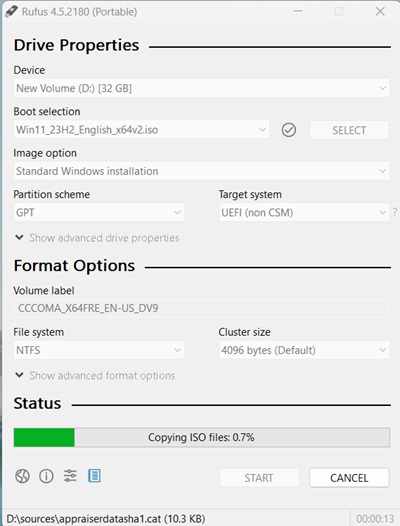 Rufus 4.5.2180 (Portable)
Drive Properties
Device
New Volume (D:) [32 GB]
Boot selection
Win11_23H2_English_x64v2.iso
SELECT
Image option
Standard Windows installation
Partition scheme
Target system
GPT
UEFI (non CSM)
?
Show advanced drive properties
Format Options
Volume label
CCCOMA_X64FRE_EN-US_DV9
File system
Cluster size
NTFS
4096 bytes (Default)
Show advanced format options
Status
Copying ISO files: 0.7%
START
CANCEL
D:\sources\appraiserdatasha1.cat (10.3 KB)
00:00:13